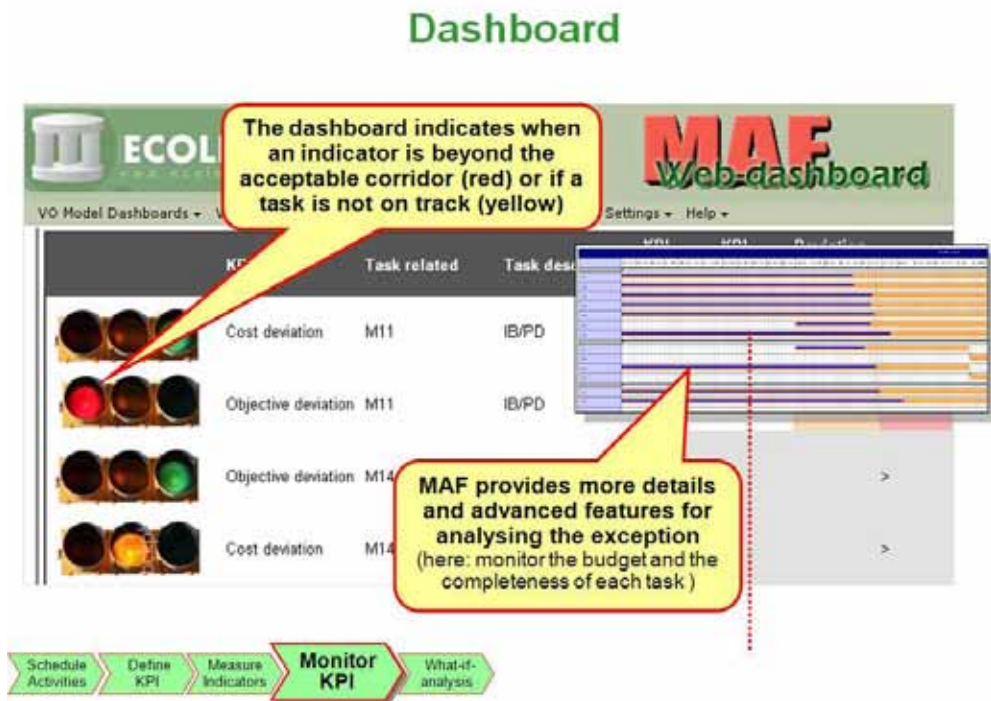 Dashboard
ECOL
MAF
Web-dashboard
The dashboard indicates when
an indicator is beyond the
acceptable corridor (red) or if a
task is not on track (yellow)
VO Model Dashboards
Settings Help
Task related
Cost deviation M11 IB/PD
Objective deviation M11 IB/PD
Objective deviation M14 >
Cost deviation M14 >
MAF provides more details
and advanced features for
analysing the exception
(here: monitor the budget and the
completeness of each task )
Schedule
Activities
Define
KPI
Measure
Indicators
Monitor
KPI
What-if-
analysis